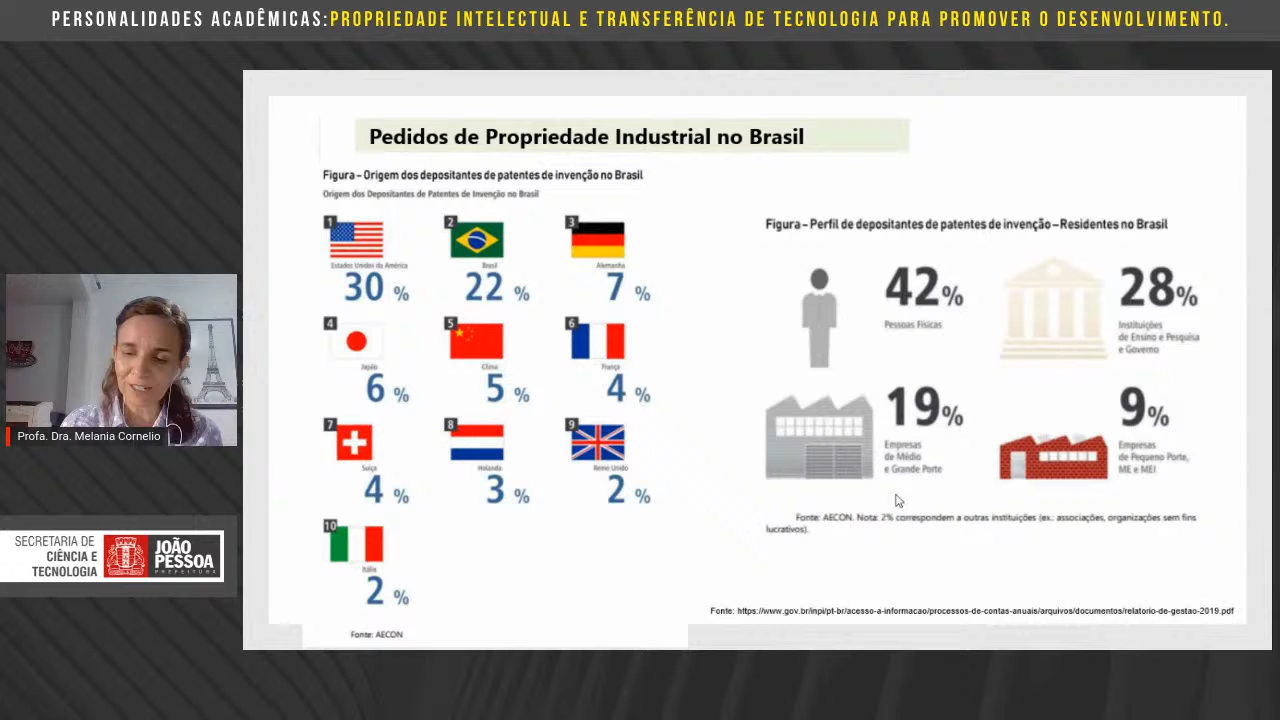 PERSONALIDADES ACADÊMICAS:PROPRIEDADE INTELECTUAL E TRANSFERÊNCIA DE TECNOLOGIA PARA PROMOVER O DESENVOLVIMENTO.
Pedidos de Propriedade Industrial no Brasil
Figura – Origem dos depositantes de patentes de invenção no Brasil
Origem dos Depositantes de Patentes de Invenção no Brasil
1
Estados Unidos da América
30 %
2
Brasil
22 %
3
Alemanha
7 %
4
Japão
6 %
5
China
5 %
6
França
4 %
7
Suíça
4 %
8
Holanda
3 %
9
Reino Unido
2 %
10
Itália
2 %
Fonte: AECON
Figura – Perfil de depositantes de patentes de invenção – Residentes no Brasil
42%
Pessoas Físicas
28%
Instituições
de Ensino e Pesquisa
e Governo
19%
Empresas
de Médio
e Grande Porte
9%
Empresas
de Pequeno Porte,
ME e MEI
Fonte: AECON. Nota: 2% correspondem a outras instituições (ex.: associações, organizações sem fins
lucrativos).
Fonte: https://www.gov.br/inpi/pt-br/acesso-a-informacao/processos-de-contas-anuais/arquivos/documentos/relatorio-de-gestao-2019.pdf
Profa. Dra. Melania Cornelio
SECRETARIA DE
CIÊNCIA E
TECNOLOGIA
JOÃO
PESSOA
PREFEITURA